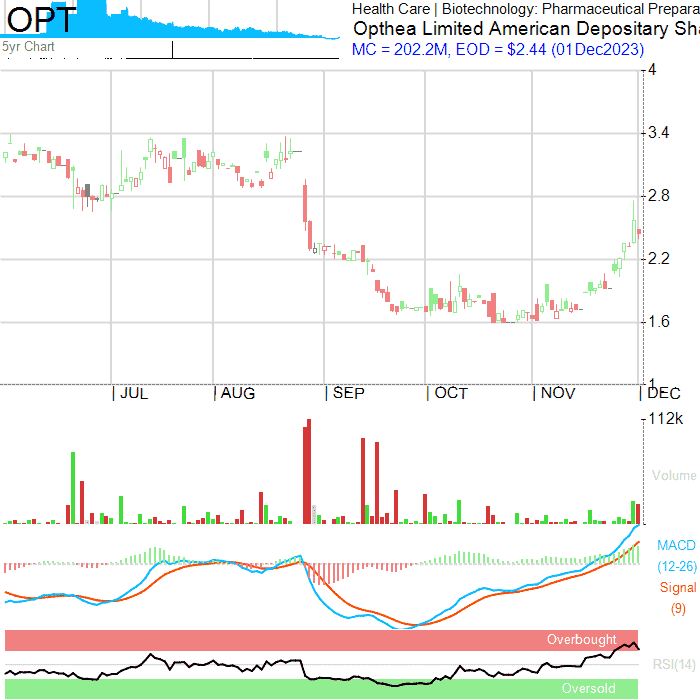 OPT
5yr Chart
Health Care | Biotechnology: Pharmaceutical Prepara
Opthea Limited American Depositary Sha
MC = 202.2M, EOD = $2.44 (01Dec2023)
4
3.4
2.8
2.2
1.6
1
| JUL | AUG | SEP | OCT | NOV | DEC
112k
Volume
MACD
(12-26)
Signal
(9)
Overbought
RSI(14)
Oversold